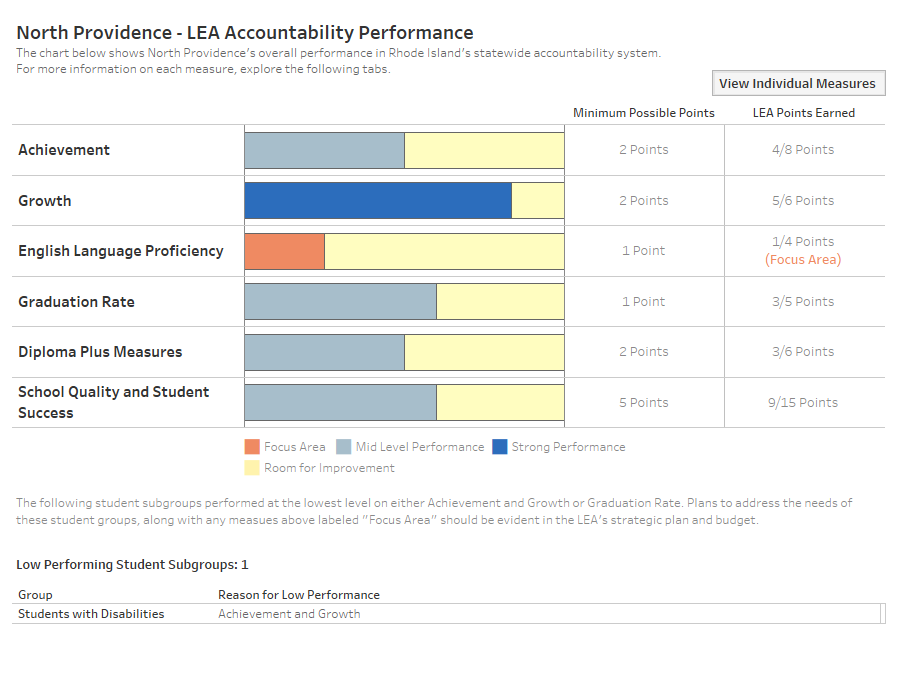 North Providence - LEA Accountability Performance
The chart below shows North Providence's overall performance in Rhode Island's statewide accountability system.
For more information on each measure, explore the following tabs.
View Individual Measures
Minimum Possible Points LEA Points Earned
Achievement 2 Points 4/8 Points
Growth 2 Points 5/6 Points
English Language Proficiency 1 Point 1/4 Points
(Focus Area)
Graduation Rate 1 Point 3/5 Points
Diploma Plus Measures 2 Points 3/6 Points
School Quality and Student
Success 5 Points 9/15 Points
Focus Area Mid Level Performance Strong Performance
Room for Improvement
The following student subgroups performed at the lowest level on either Achievement and Growth or Graduation Rate. Plans to address the needs of
these student groups, along with any measues above labeled "Focus Area" should be evident in the LEA's strategic plan and budget.
Low Performing Student Subgroups: 1
Group Reason for Low Performance
Students with Disabilities Achievement and Growth